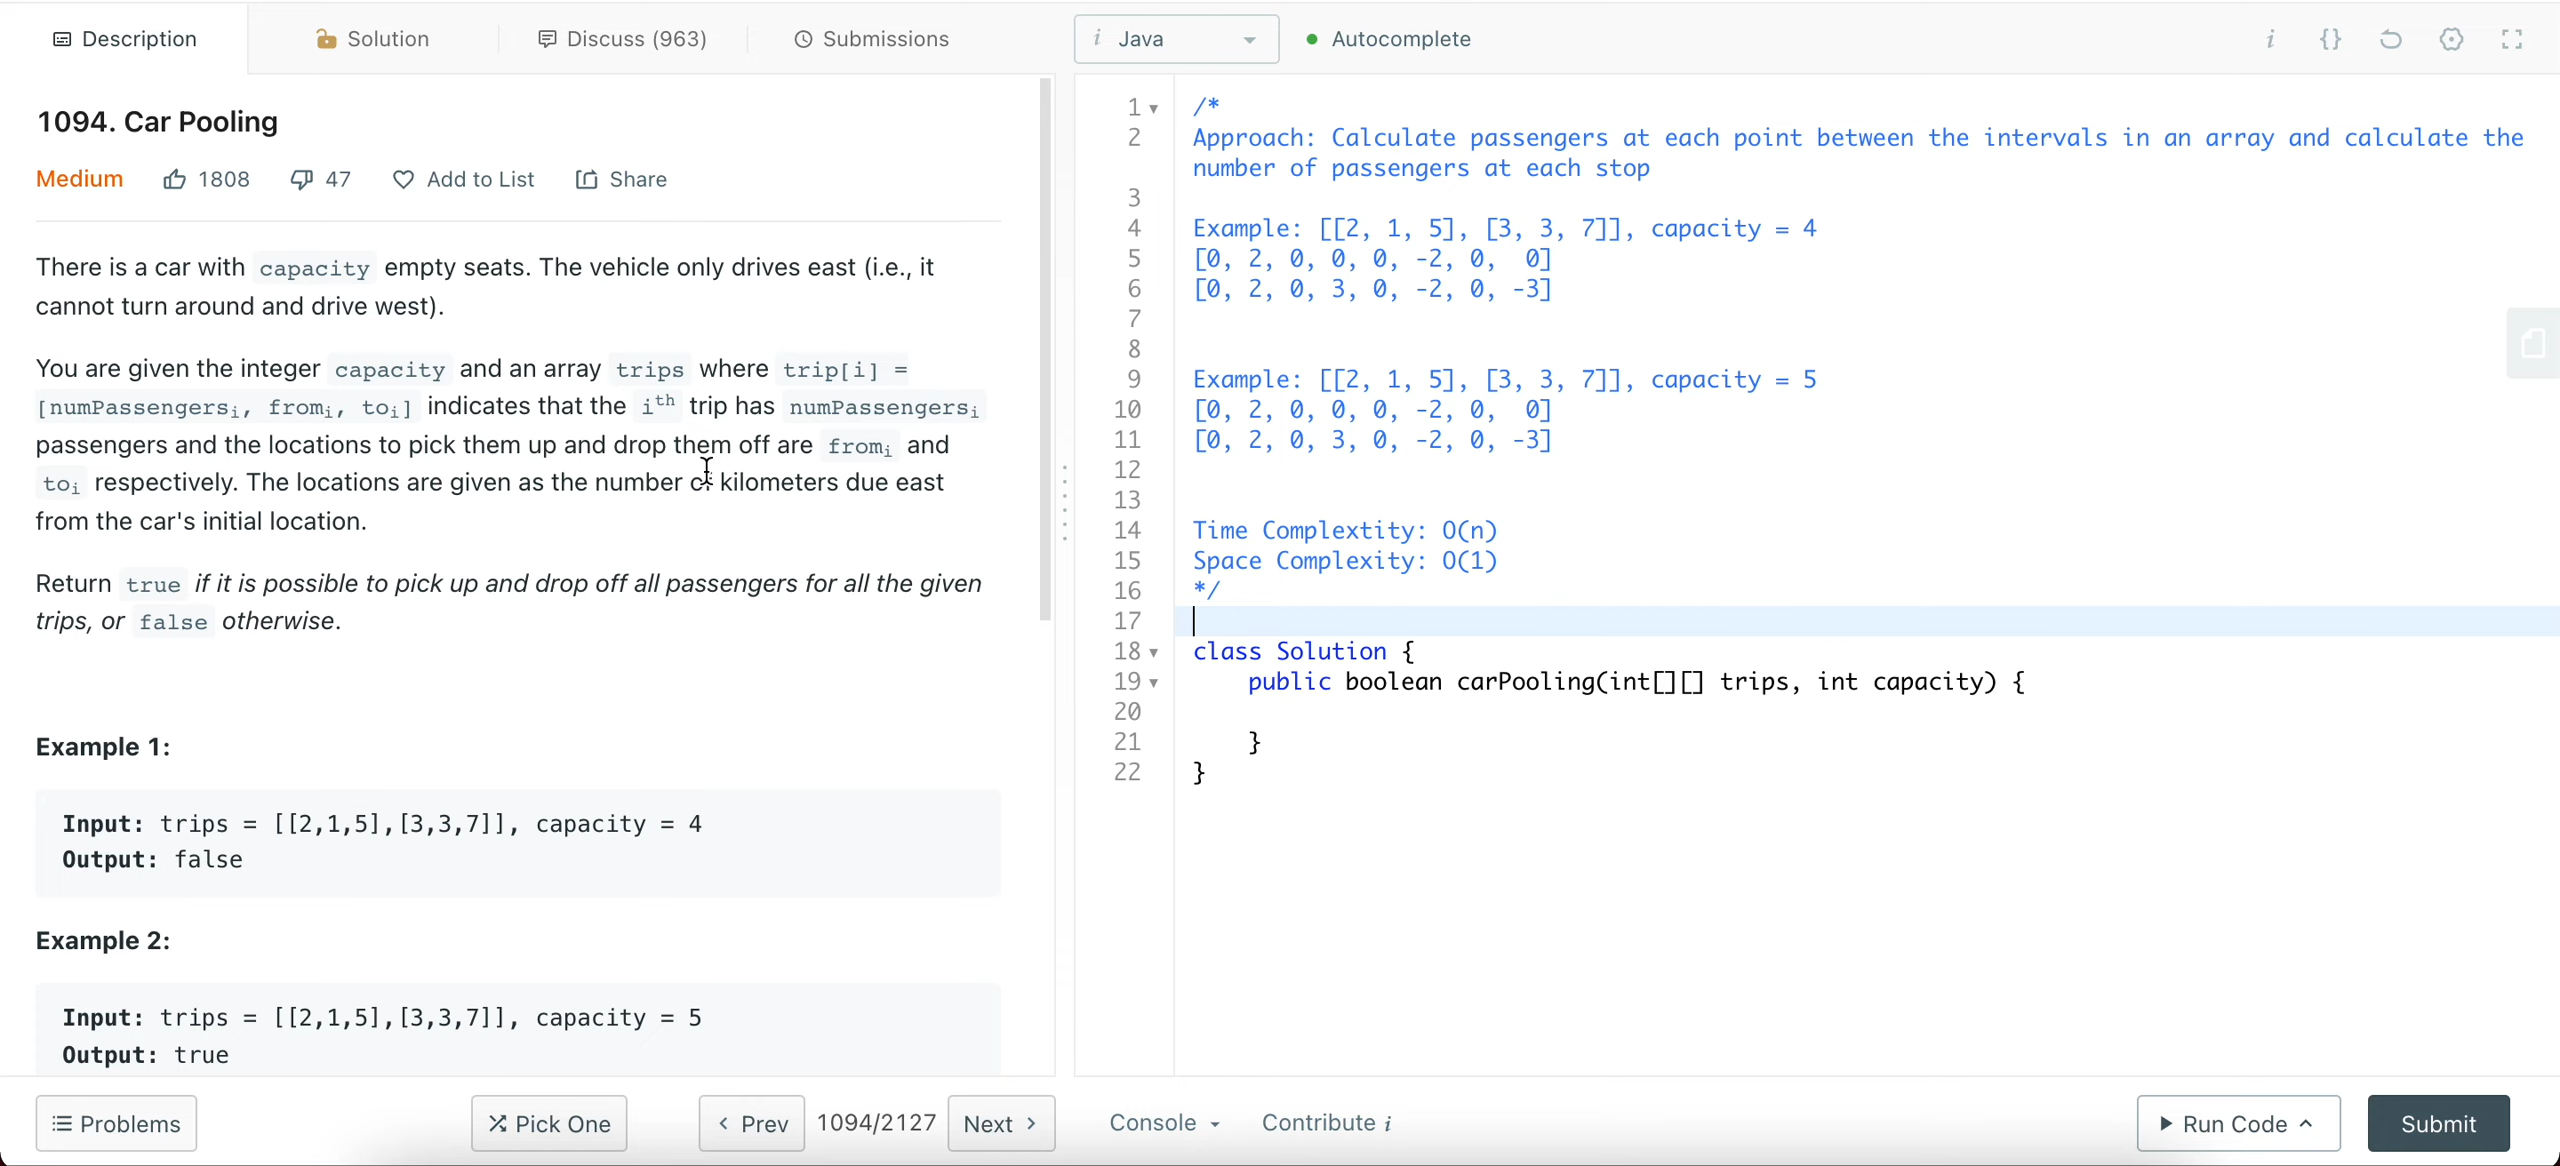 Description
Solution
Discuss (963)
Submissions
i Java
Autocomplete
i {}
1094. Car Pooling
Medium 1808 47 Add to List Share
There is a car with capacity empty seats. The vehicle only drives east (i.e., it
cannot turn around and drive west).
You are given the integer capacity and an array trips where trip[i] =
[numPassengersi, fromi, toi] indicates that the ith trip has numPassengersi
passengers and the locations to pick them up and drop them off are fromi and
toi respectively. The locations are given as the number of kilometers due east
from the car's initial location.
Return true if it is possible to pick up and drop off all passengers for all the given
trips, or false otherwise.
Example 1:
Input: trips = [[2,1,5],[3,3,7]], capacity = 4
Output: false
Example 2:
Input: trips = [[2,1,5],[3,3,7]], capacity = 5
Output: true
1 /*
2 Approach: Calculate passengers at each point between the intervals in an array and calculate the
number of passengers at each stop
3
4 Example: [[2, 1, 5], [3, 3, 7]], capacity = 4
5 [0, 2, 0, 0, 0, -2, 0,  0]
6 [0, 2, 0, 3, 0, -2, 0, -3]
7
8
9 Example: [[2, 1, 5], [3, 3, 7]], capacity = 5
10 [0, 2, 0, 0, 0, -2, 0,  0]
11 [0, 2, 0, 3, 0, -2, 0, -3]
12
13
14 Time Complextity: O(n)
15 Space Complexity: O(1)
16 */
17
18 class Solution {
19     public boolean carPooling(int[][] trips, int capacity) {
20
21     }
22 }
Problems
Pick One
Prev
1094/2127
Next
Console
Contribute i
Run Code
Submit